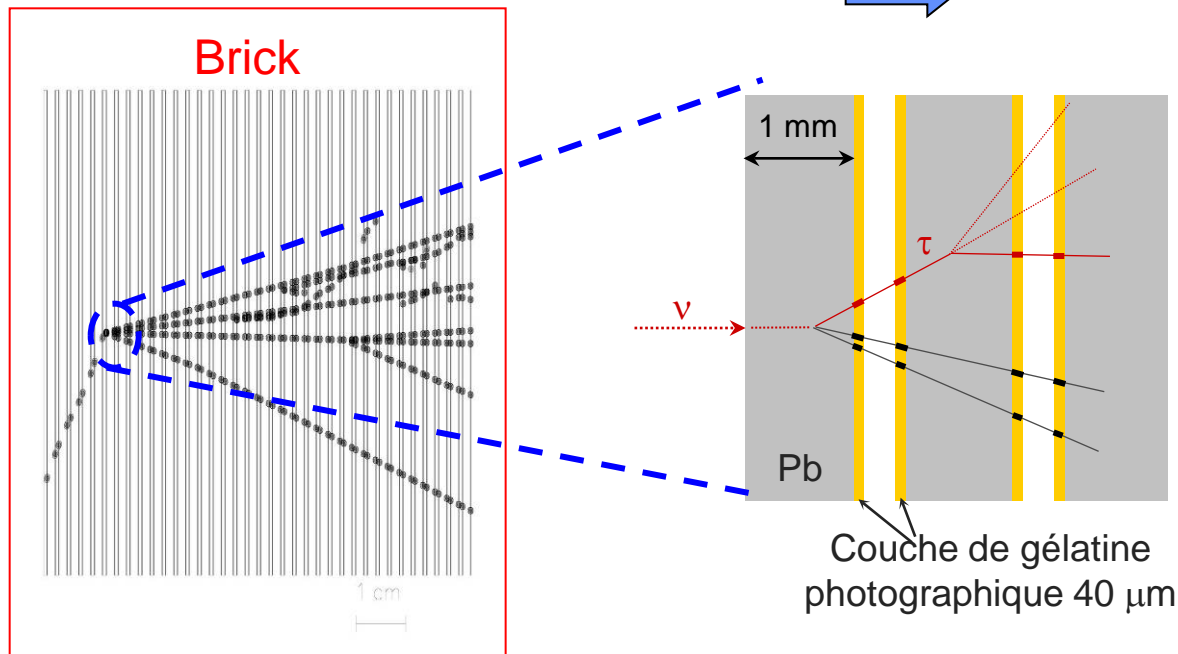 Brick
1 cm
1 mm
τ
ν
Pb
Couche de gélatine
photographique 40 μm